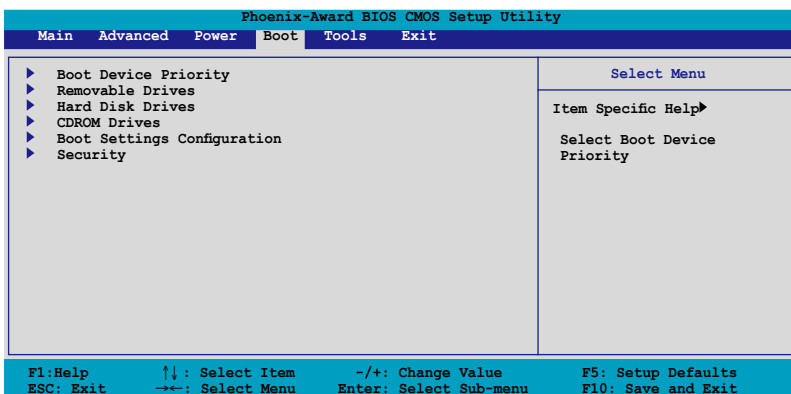 Phoenix-Award BIOS CMOS Setup Utility
Main Advanced Power Boot Tools Exit
Boot Device Priority
Removable Drives
Hard Disk Drives
CDROM Drives
Boot Settings Configuration
Security
Select Menu
Item Specific Help
Select Boot Device
Priority
F1:Help ↑↓: Select Item -/+: Change Value F5: Setup Defaults
ESC: Exit →←: Select Menu Enter: Select Sub-menu F10: Save and Exit